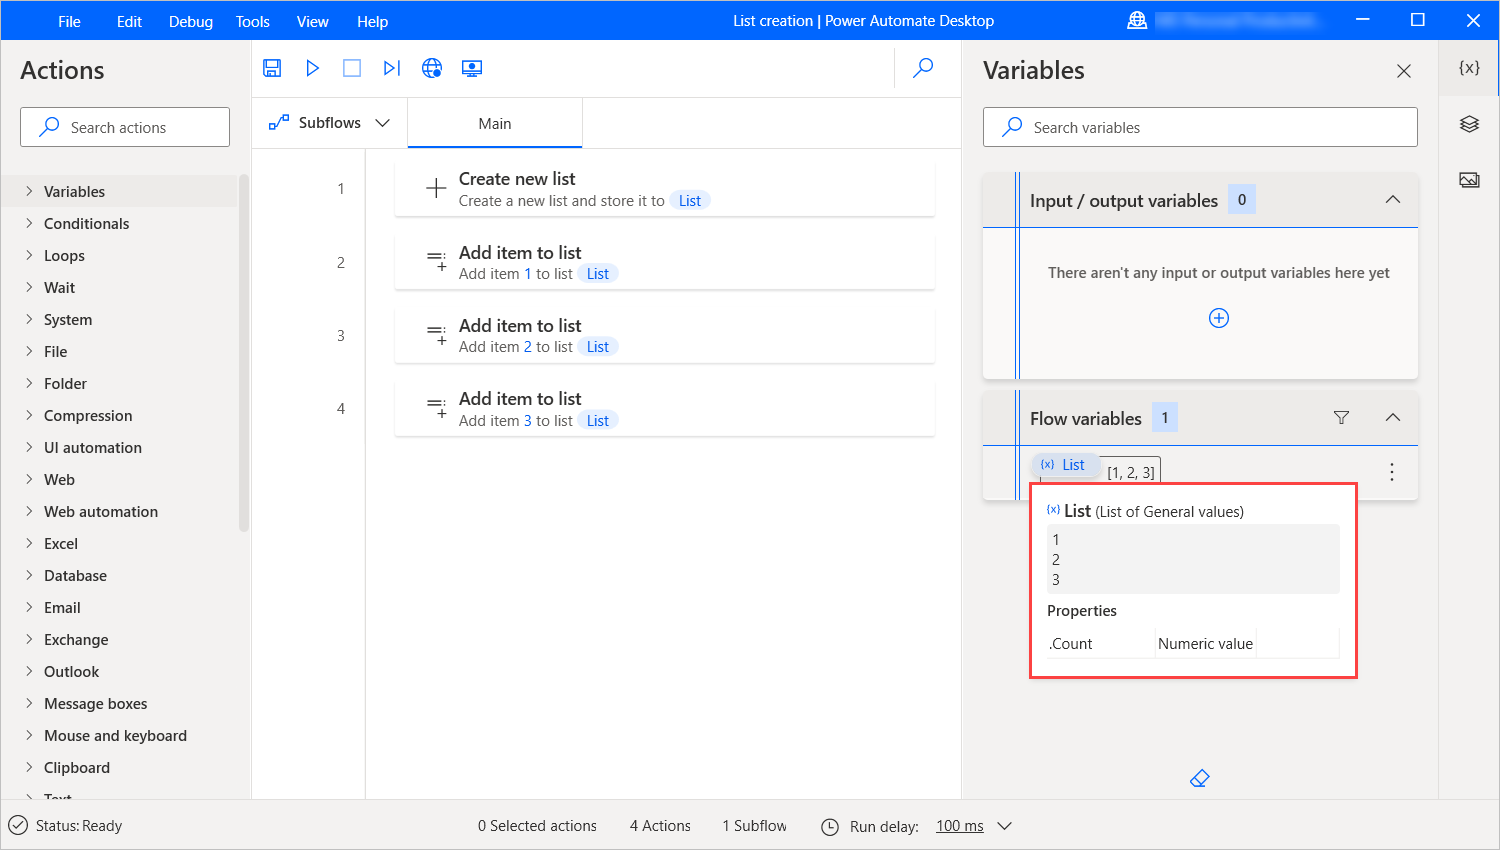 File Edit Debug Tools View Help
List creation | Power Automate Desktop
Actions
Search actions
Variables
Conditionals
Loops
Wait
System
File
Folder
Compression
UI automation
Web
Web automation
Excel
Database
Email
Exchange
Outlook
Message boxes
Mouse and keyboard
Clipboard
Text
Subflows
Main
1
Create new list
Create a new list and store it to List
2
Add item to list
Add item 1 to list List
3
Add item to list
Add item 2 to list List
4
Add item to list
Add item 3 to list List
Variables
{x}
Search variables
Input / output variables 0
There aren't any input or output variables here yet
Flow variables 1
{x} List [1, 2, 3]
{x} List (List of General values)
1
2
3
Properties
.Count Numeric value
Status: Ready
0 Selected actions
4 Actions
1 Subflow
Run delay: 100 ms